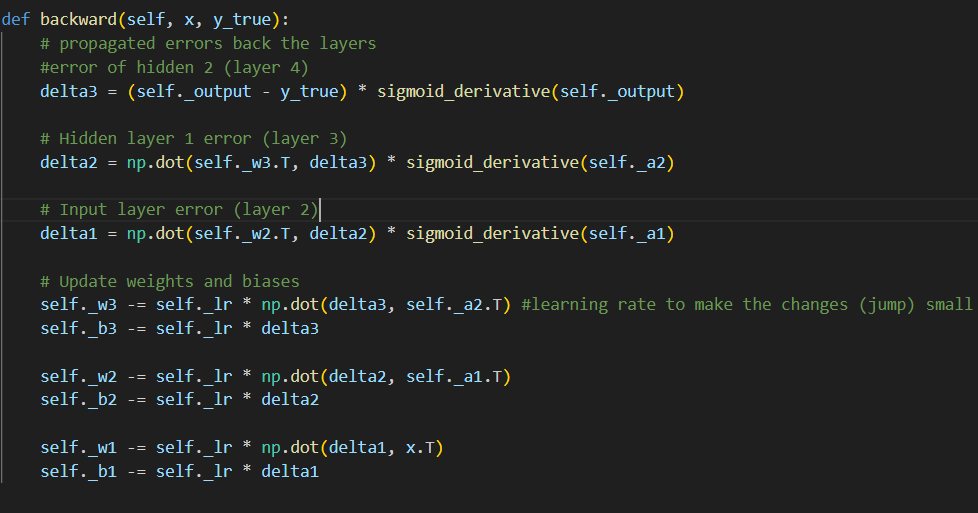 def backward(self, x, y_true):
    # propagated errors back the layers
    #error of hidden 2 (layer 4)
    delta3 = (self._output - y_true) * sigmoid_derivative(self._output)

    # Hidden layer 1 error (layer 3)
    delta2 = np.dot(self._w3.T, delta3) * sigmoid_derivative(self._a2)

    # Input layer error (layer 2)
    delta1 = np.dot(self._w2.T, delta2) * sigmoid_derivative(self._a1)

    # Update weights and biases
    self._w3 -= self._lr * np.dot(delta3, self._a2.T) #learning rate to make the changes (jump) small
    self._b3 -= self._lr * delta3

    self._w2 -= self._lr * np.dot(delta2, self._a1.T)
    self._b2 -= self._lr * delta2

    self._w1 -= self._lr * np.dot(delta1, x.T)
    self._b1 -= self._lr * delta1